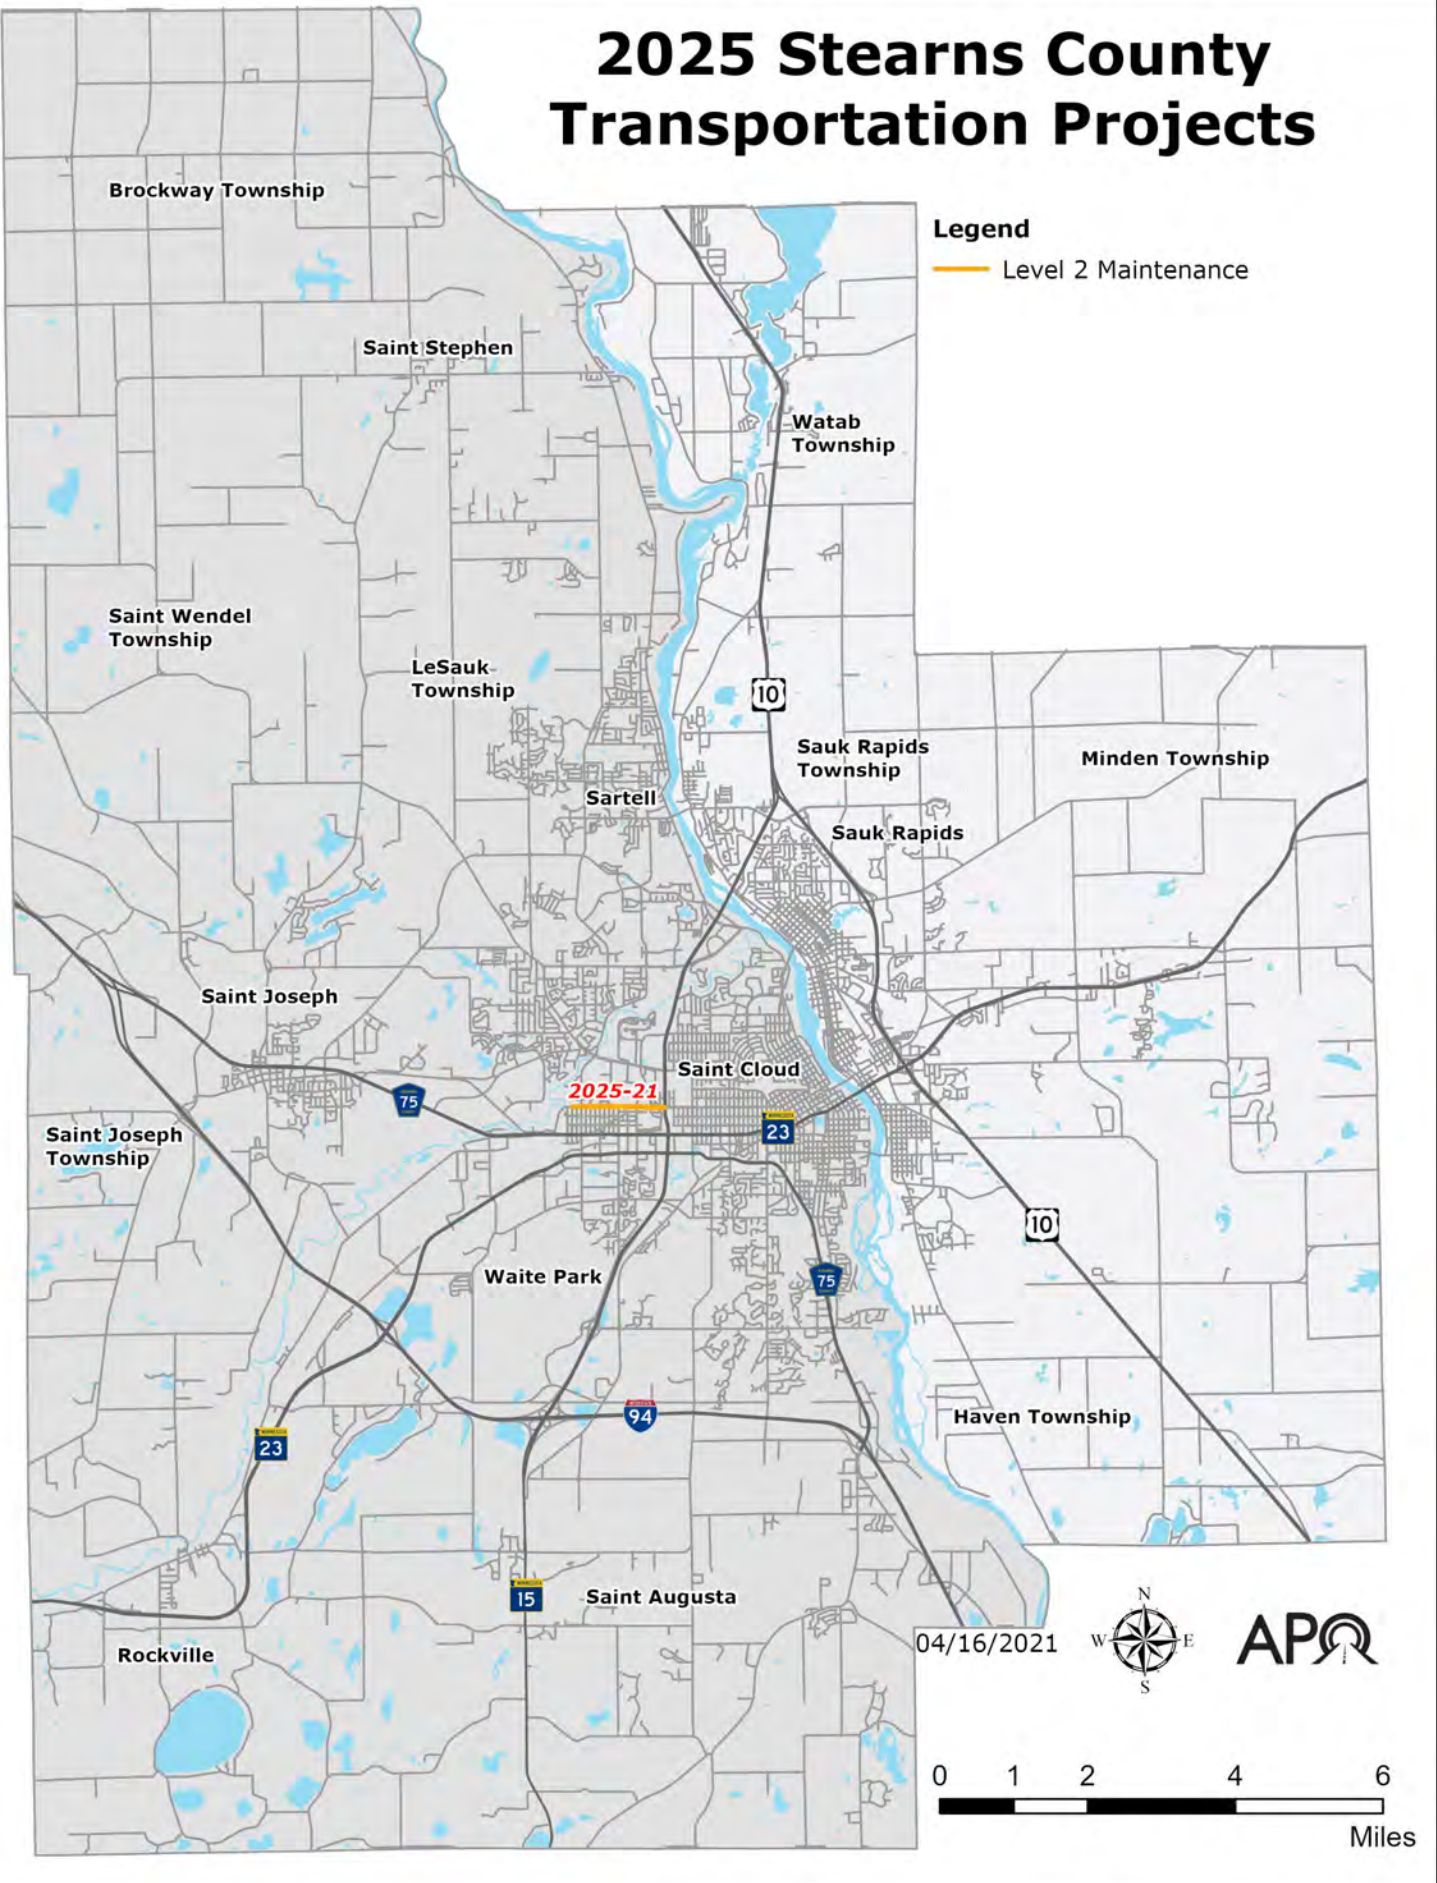 2025 Stearns County
Transportation Projects
Legend
Level 2 Maintenance
Brockway Township
Saint Stephen
Watab
Township
Saint Wendel
Township
LeSauk
Township
10
Sauk Rapids
Township
Minden Township
Sartell
Sauk Rapids
Saint Joseph
Saint Cloud
2025-21
75
23
Saint Joseph
Township
10
Waite Park
75
94
Haven Township
23
15
Saint Augusta
Rockville
04/16/2021
N
W E
S
APO
0 1 2 4 6
Miles